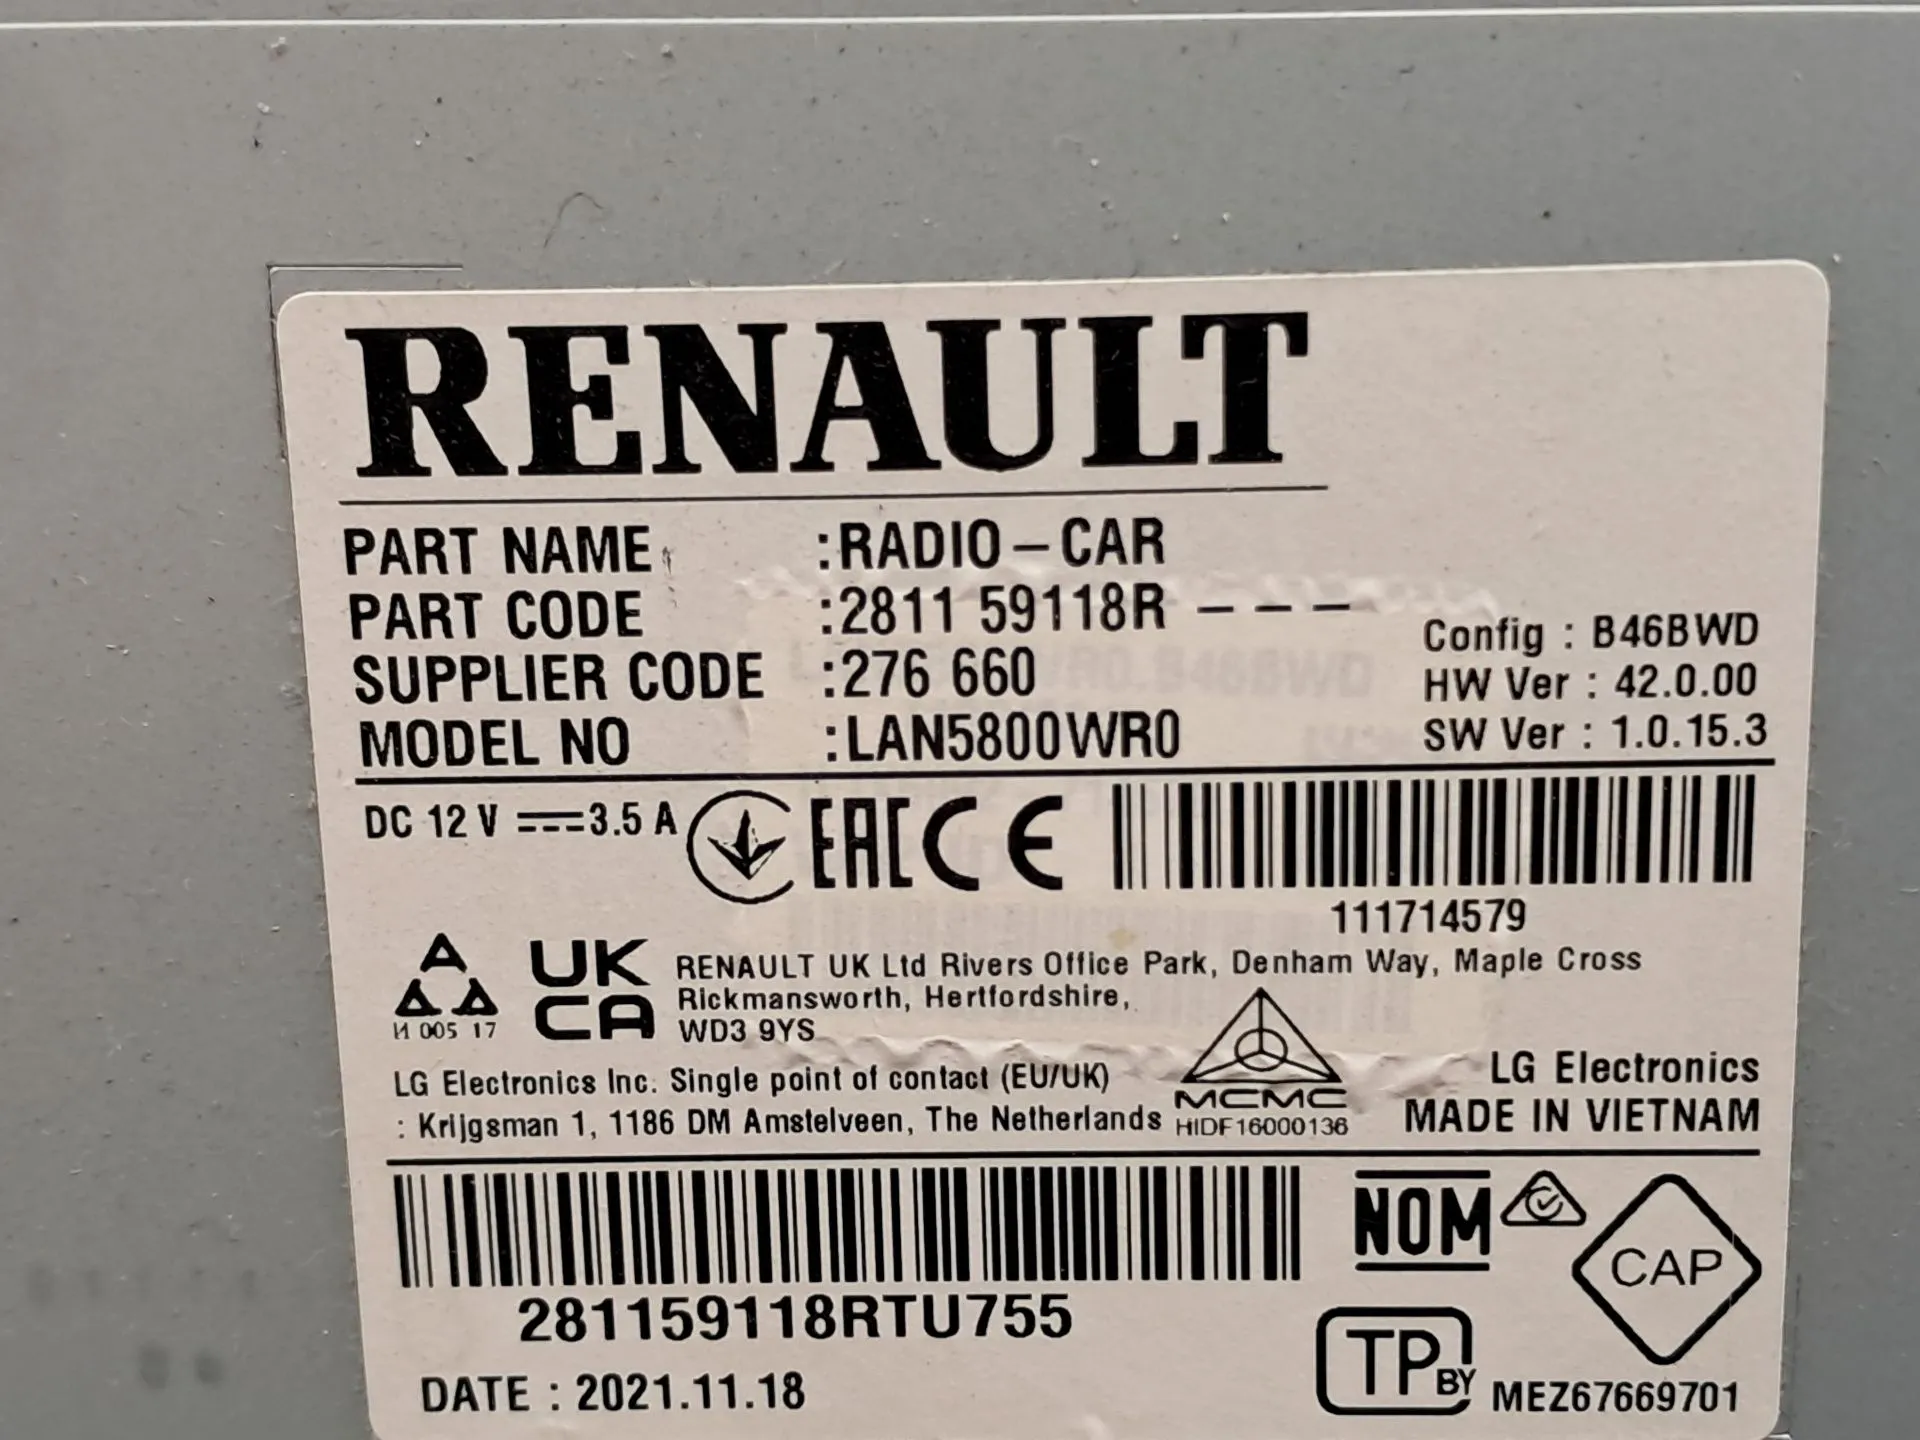 RENAULT
PART NAME :RADIO-CAR
PART CODE :2811 59118R ---
SUPPLIER CODE :276 660
MODEL NO :LAN5800WR0
Config : B46BWD
HW Ver : 42.0.00
SW Ver : 1.0.15.3
DC 12 V 3.5 A
EAC CE
111714579
И 005 17
UK
CA
RENAULT UK Ltd Rivers Office Park, Denham Way, Maple Cross
Rickmansworth, Hertfordshire,
WD3 9YS
LG Electronics Inc. Single point of contact (EU/UK)
: Krijgsman 1, 1186 DM Amstelveen, The Netherlands
MCMC
HIDF16000136
LG Electronics
MADE IN VIETNAM
281159118RTU755
NOM
CAP
DATE : 2021.11.18
TP BY
MEZ67669701